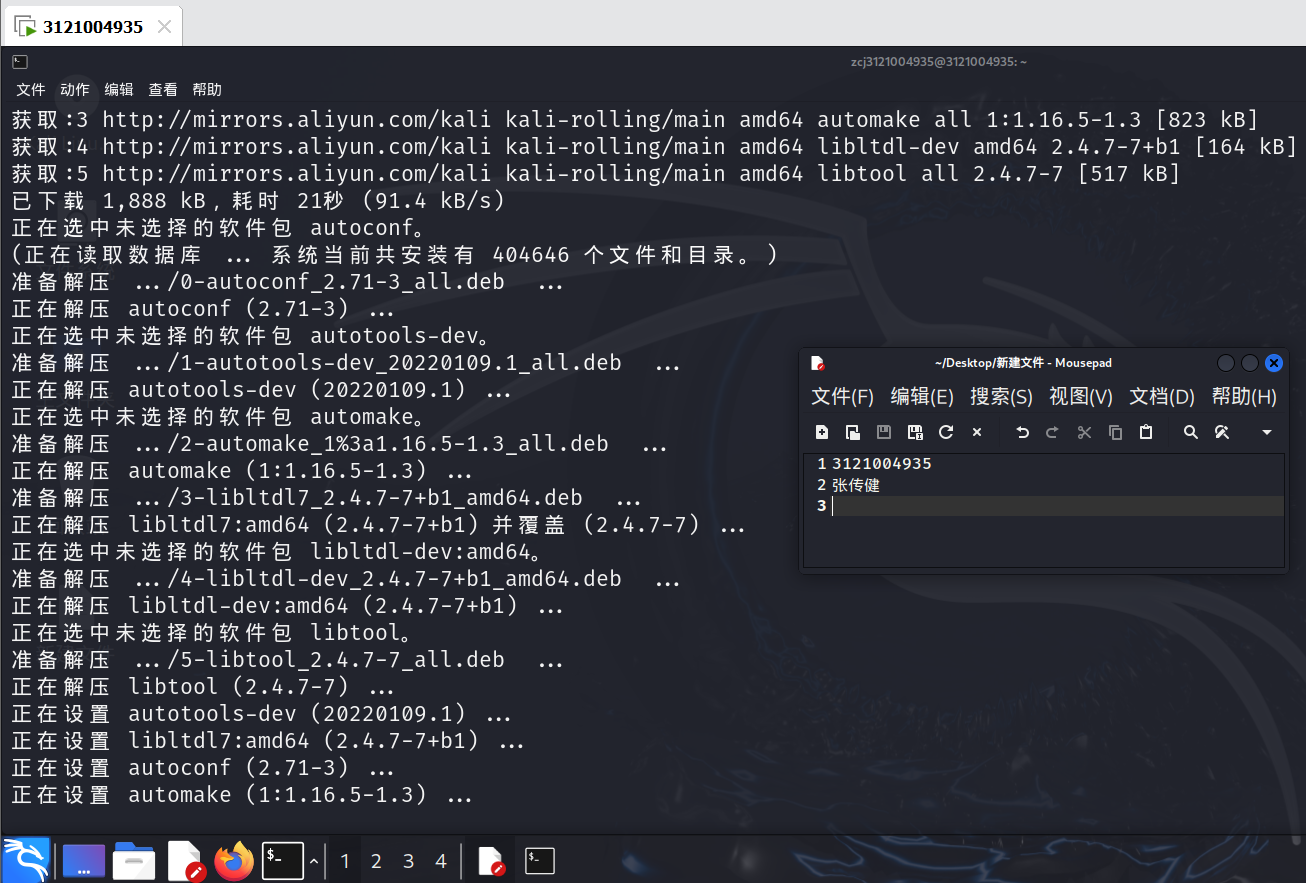 3121004935
zcj3121004935@3121004935: ~
文件 动作 编辑 查看 帮助
获取:3 http://mirrors.aliyun.com/kali kali-rolling/main amd64 automake all 1:1.16.5-1.3 [823 kB]
获取:4 http://mirrors.aliyun.com/kali kali-rolling/main amd64 libltdl-dev amd64 2.4.7-7+b1 [164 kB]
获取:5 http://mirrors.aliyun.com/kali kali-rolling/main amd64 libtool all 2.4.7-7 [517 kB]
已下载 1,888 kB，耗时 21秒 (91.4 kB/s)
正在选中未选择的软件包 autoconf。
(正在读取数据库 ... 系统当前共安装有 404646 个文件和目录。)
准备解压 .../0-autoconf_2.71-3_all.deb ...
正在解压 autoconf (2.71-3) ...
正在选中未选择的软件包 autotools-dev。
准备解压 .../1-autotools-dev_20220109.1_all.deb ...
正在解压 autotools-dev (20220109.1) ...
正在选中未选择的软件包 automake。
准备解压 .../2-automake_1%3a1.16.5-1.3_all.deb ...
正在解压 automake (1:1.16.5-1.3) ...
准备解压 .../3-libltdl7_2.4.7-7+b1_amd64.deb ...
正在解压 libltdl7:amd64 (2.4.7-7+b1) 并覆盖 (2.4.7-7) ...
正在选中未选择的软件包 libltdl-dev:amd64。
准备解压 .../4-libltdl-dev_2.4.7-7+b1_amd64.deb ...
正在解压 libltdl-dev:amd64 (2.4.7-7+b1) ...
正在选中未选择的软件包 libtool。
准备解压 .../5-libtool_2.4.7-7_all.deb ...
正在解压 libtool (2.4.7-7) ...
正在设置 autotools-dev (20220109.1) ...
正在设置 libltdl7:amd64 (2.4.7-7+b1) ...
正在设置 autoconf (2.71-3) ...
正在设置 automake (1:1.16.5-1.3) ...
~/Desktop/新建文件 - Mousepad
文件(F) 编辑(E) 搜索(S) 视图(V) 文档(D) 帮助(H)
1 3121004935
2 张传健
3
1 2 3 4